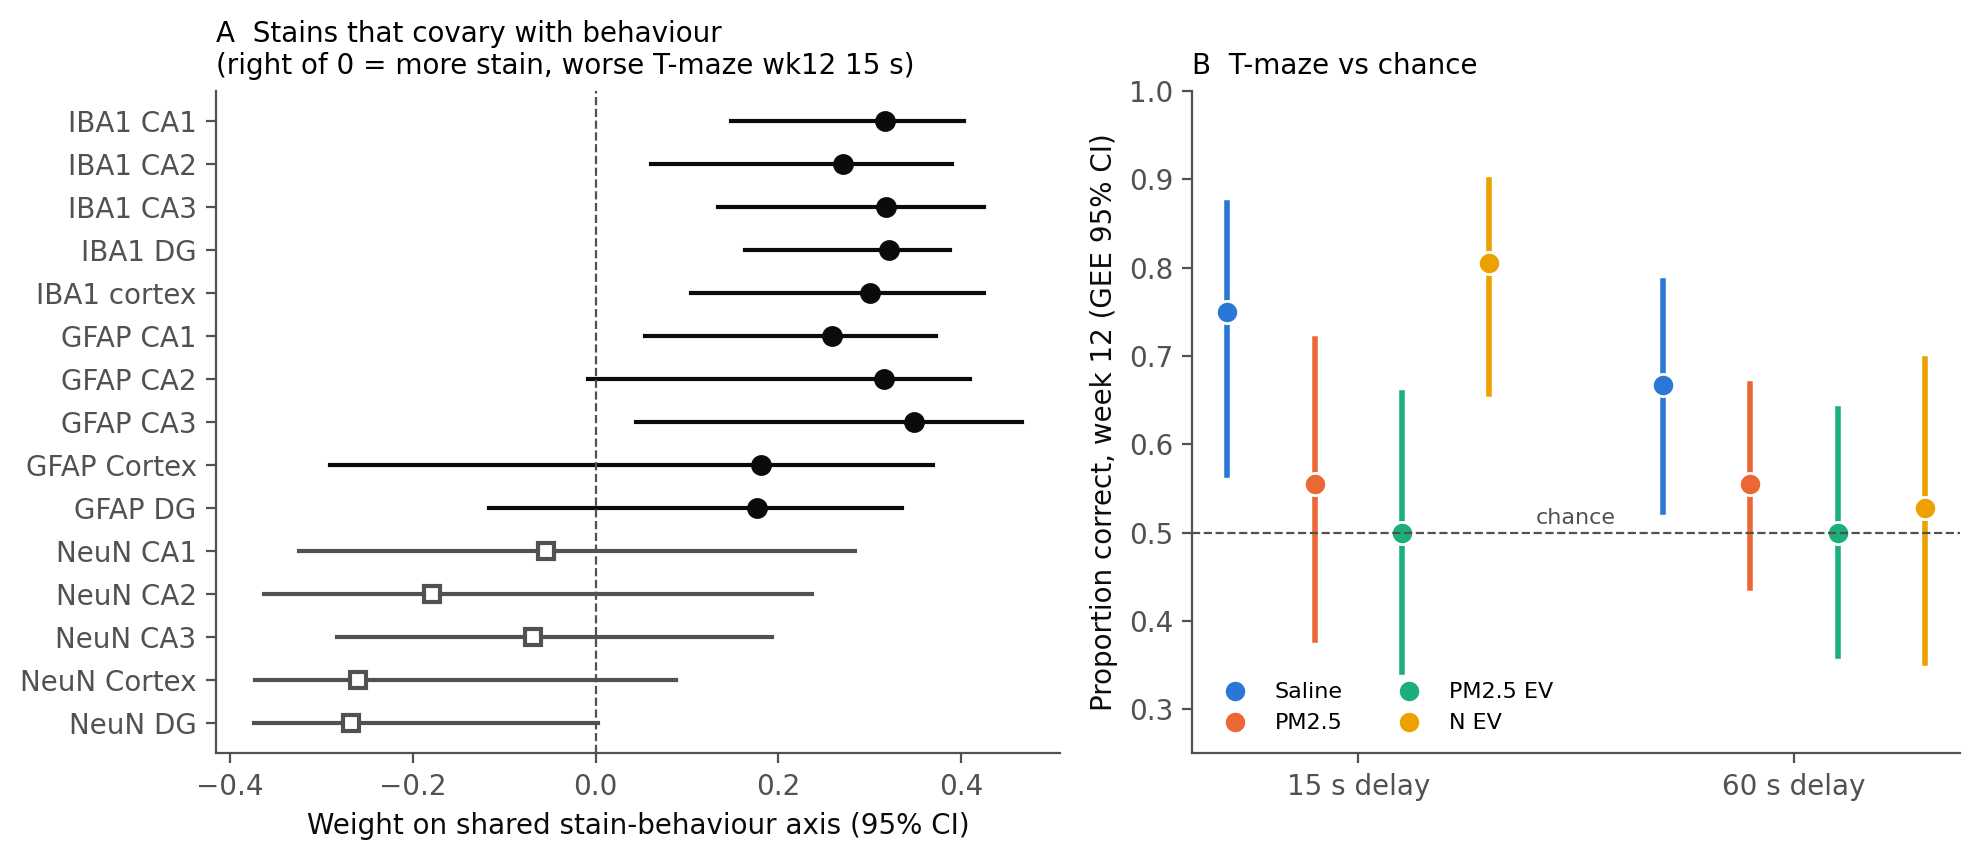 A  Stains that covary with behaviour
(right of 0 = more stain, worse T-maze wk12 15 s)
IBA1 CA1
IBA1 CA2
IBA1 CA3
IBA1 DG
IBA1 cortex
GFAP CA1
GFAP CA2
GFAP CA3
GFAP Cortex
GFAP DG
NeuN CA1
NeuN CA2
NeuN CA3
NeuN Cortex
NeuN DG
−0.4 −0.2 0.0 0.2 0.4
Weight on shared stain-behaviour axis (95% CI)
B  T-maze vs chance
Proportion correct, week 12 (GEE 95% CI)
1.0
0.9
0.8
0.7
0.6
0.5
0.4
0.3
chance
Saline
PM2.5
PM2.5 EV
N EV
15 s delay 60 s delay